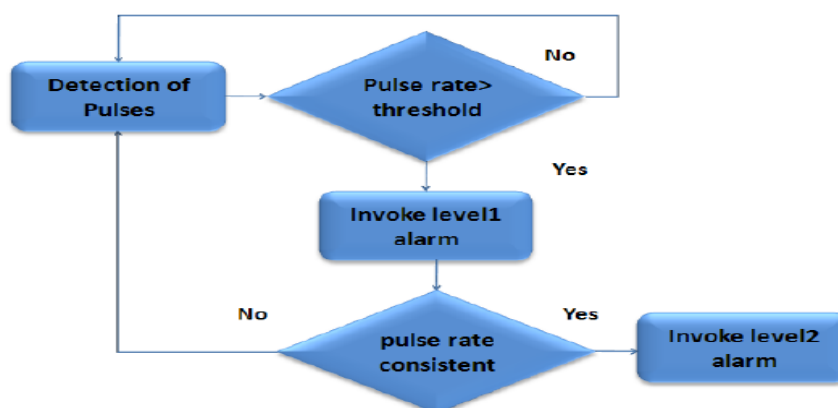 No
Detection of
Pulses
Pulse rate>
threshold
Yes
Invoke level1
alarm
No
Yes
pulse rate
consistent
Invoke level2
alarm